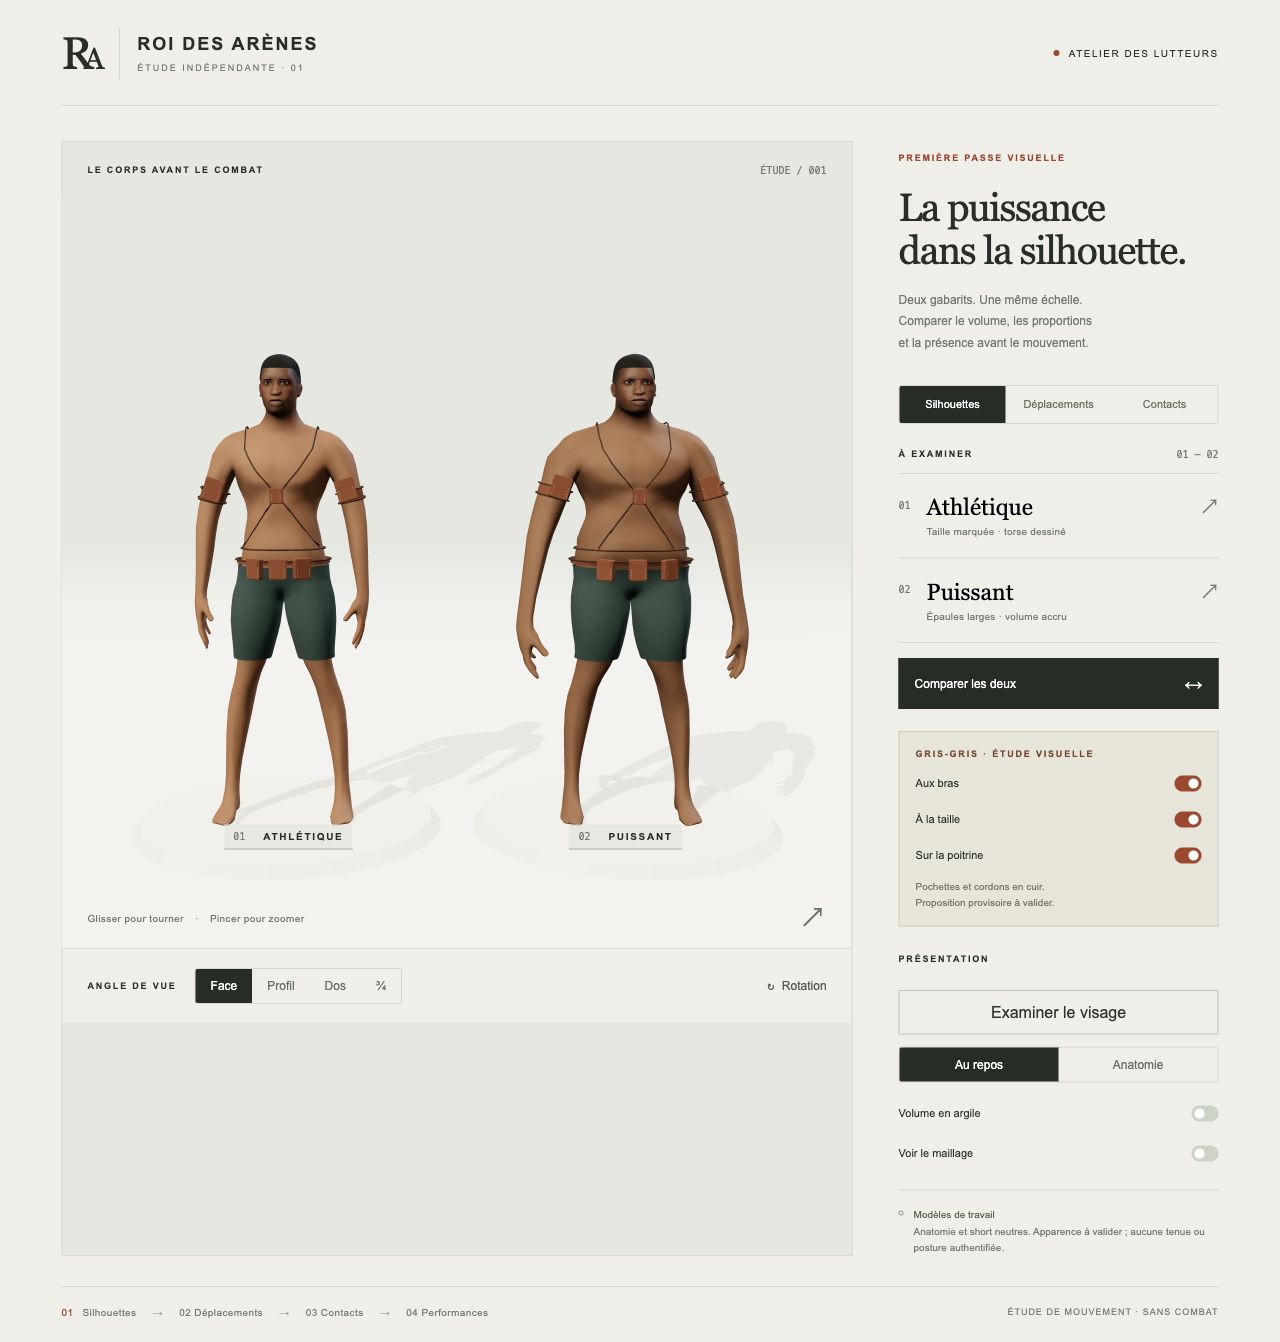 RA
ROI DES ARÈNES
ÉTUDE INDÉPENDANTE · 01
ATELIER DES LUTTEURS
LE CORPS AVANT LE COMBAT
ÉTUDE / 001
01 ATHLÉTIQUE
02 PUISSANT
Glisser pour tourner · Pincer pour zoomer
ANGLE DE VUE
Face
Profil
Dos
¾
↻ Rotation
PREMIÈRE PASSE VISUELLE
La puissance
dans la silhouette.
Deux gabarits. Une même échelle.
Comparer le volume, les proportions
et la présence avant le mouvement.
Silhouettes
Déplacements
Contacts
À EXAMINER
01 — 02
01 Athlétique
Taille marquée · torse dessiné
02 Puissant
Épaules larges · volume accru
Comparer les deux
GRIS-GRIS · ÉTUDE VISUELLE
Aux bras
À la taille
Sur la poitrine
Pochettes et cordons en cuir.
Proposition provisoire à valider.
PRÉSENTATION
Examiner le visage
Au repos
Anatomie
Volume en argile
Voir le maillage
Modèles de travail
Anatomie et short neutres. Apparence à valider ; aucune tenue ou
posture authentifiée.
01 Silhouettes → 02 Déplacements → 03 Contacts → 04 Performances
ÉTUDE DE MOUVEMENT · SANS COMBAT